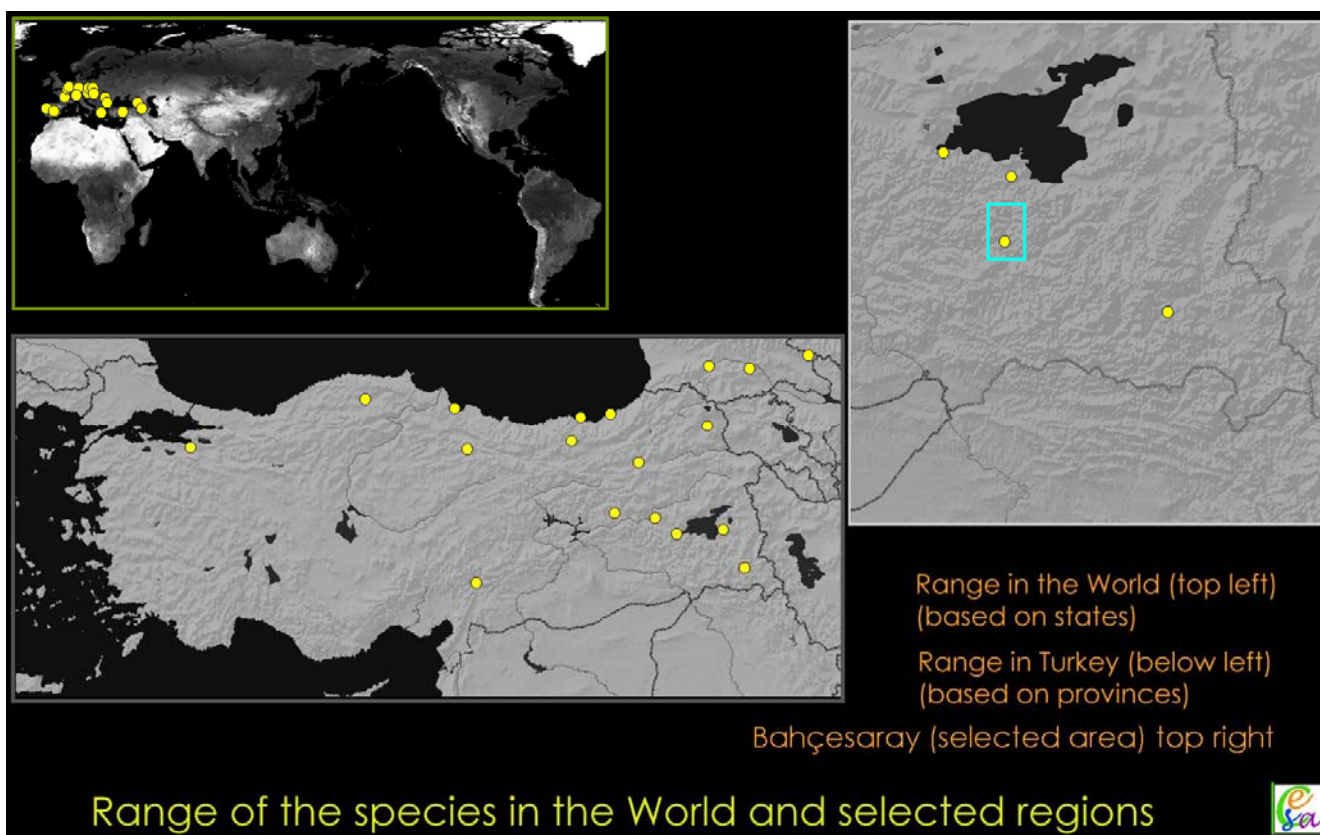 Range in the World (top left)
(based on states)
Range in Turkey (below left)
(based on provinces)
Bahçesaray (selected area) top right
Range of the species in the World and selected regions
esa